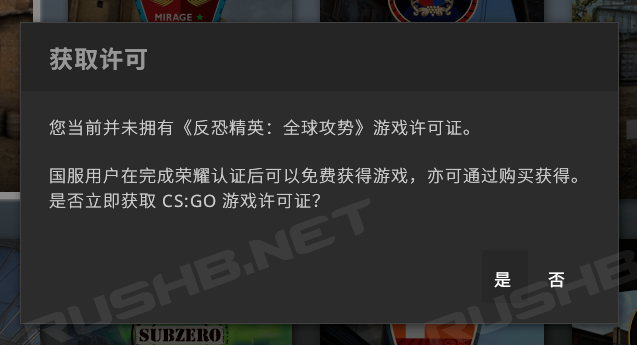 MIRAGE
获取许可
您当前并未拥有《反恐精英：全球攻势》游戏许可证。
国服用户在完成荣耀认证后可以免费获得游戏，亦可通过购买获得。
是否立即获取 CS:GO 游戏许可证？
是 否
RUSHB.NET
RUSHB
SUBZERO